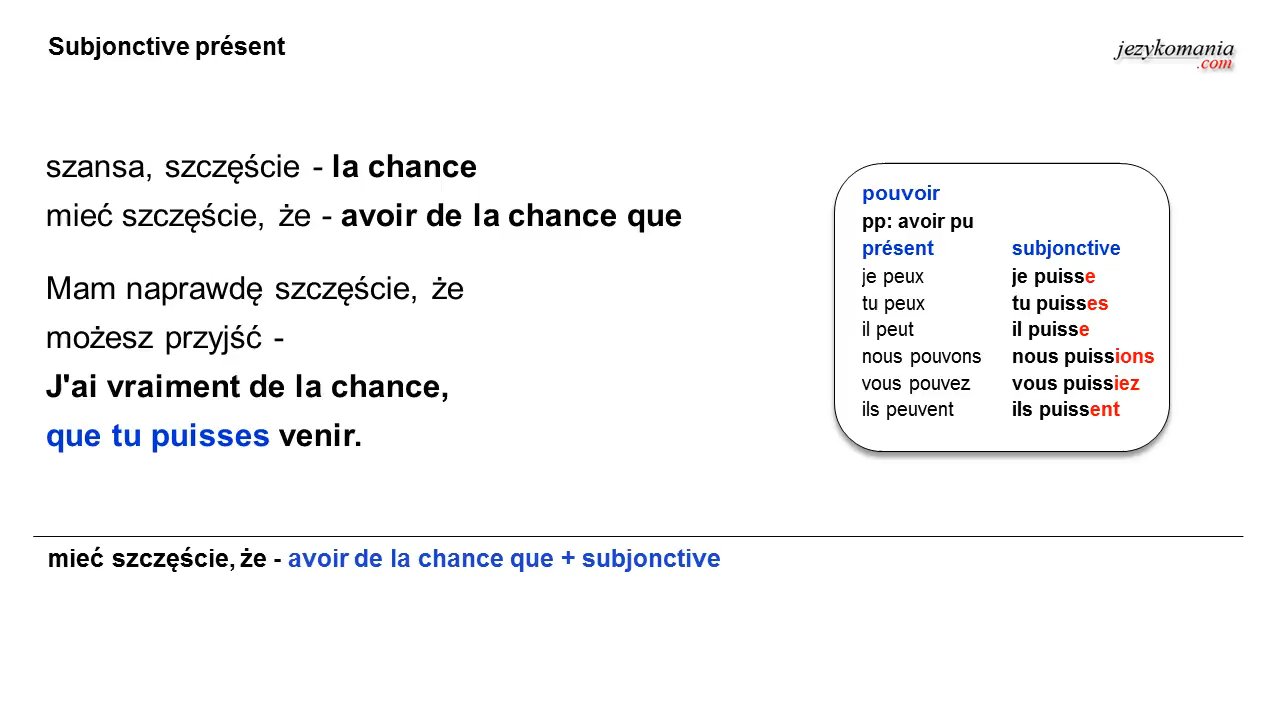 Subjonctive présent
jezykomania
.com
szansa, szczęście - la chance
mieć szczęście, że - avoir de la chance que
Mam naprawdę szczęście, że
możesz przyjść -
J'ai vraiment de la chance,
que tu puisses venir.
pouvoir
pp: avoir pu
présent subjonctive
je peux je puisse
tu peux tu puisses
il peut il puisse
nous pouvons nous puissions
vous pouvez vous puissiez
ils peuvent ils puissent
mieć szczęście, że - avoir de la chance que + subjonctive